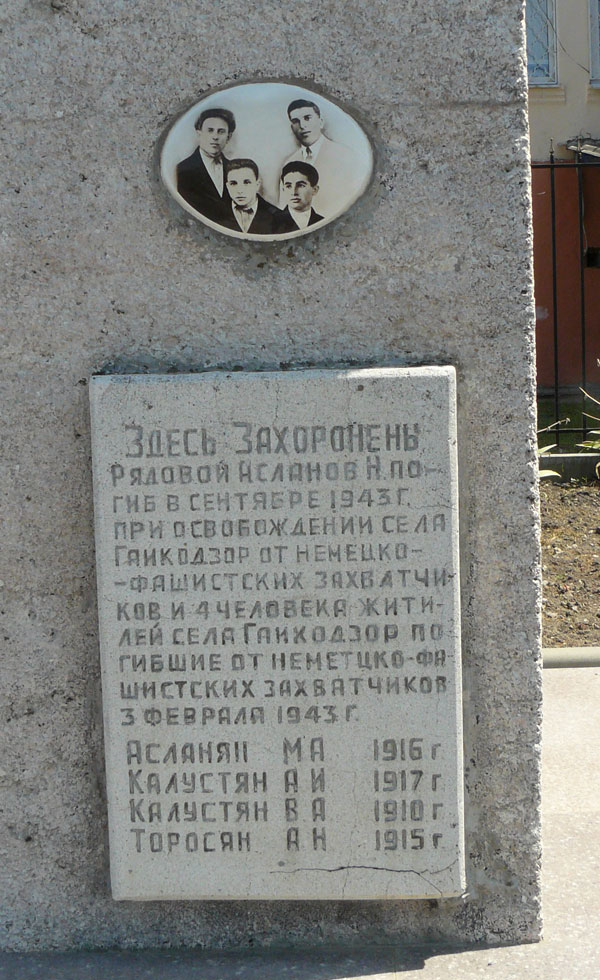 ЗДЕСЬ ЗАХОРОНЕНЫ
РЯДОВОЙ АСЛАНОВ Н. ПО-
ГИБ В СЕНТЯБРЕ 1943 Г.
ПРИ ОСВОБОЖДЕНИИ СЕЛА
ГАЙКОДЗОР ОТ НЕМЕЦКО-
-ФАШИСТСКИХ ЗАХВАТЧИ-
КОВ И 4 ЧЕЛОВЕКА ЖИТИ-
ЛЕЙ СЕЛА ГАЙКОДЗОР ПО-
ГИБШИЕ ОТ НЕМЕТЦКО-ФА-
ШИСТСКИХ ЗАХВАТЧИКОВ
3 ФЕВРАЛА 1943 Г.
АСЛАНЯН М А 1916 г
КАЛУСТЯН А И 1917 г
КАЛУСТЯН В А 1910 г
ТОРОСЯН А Н 1915 г